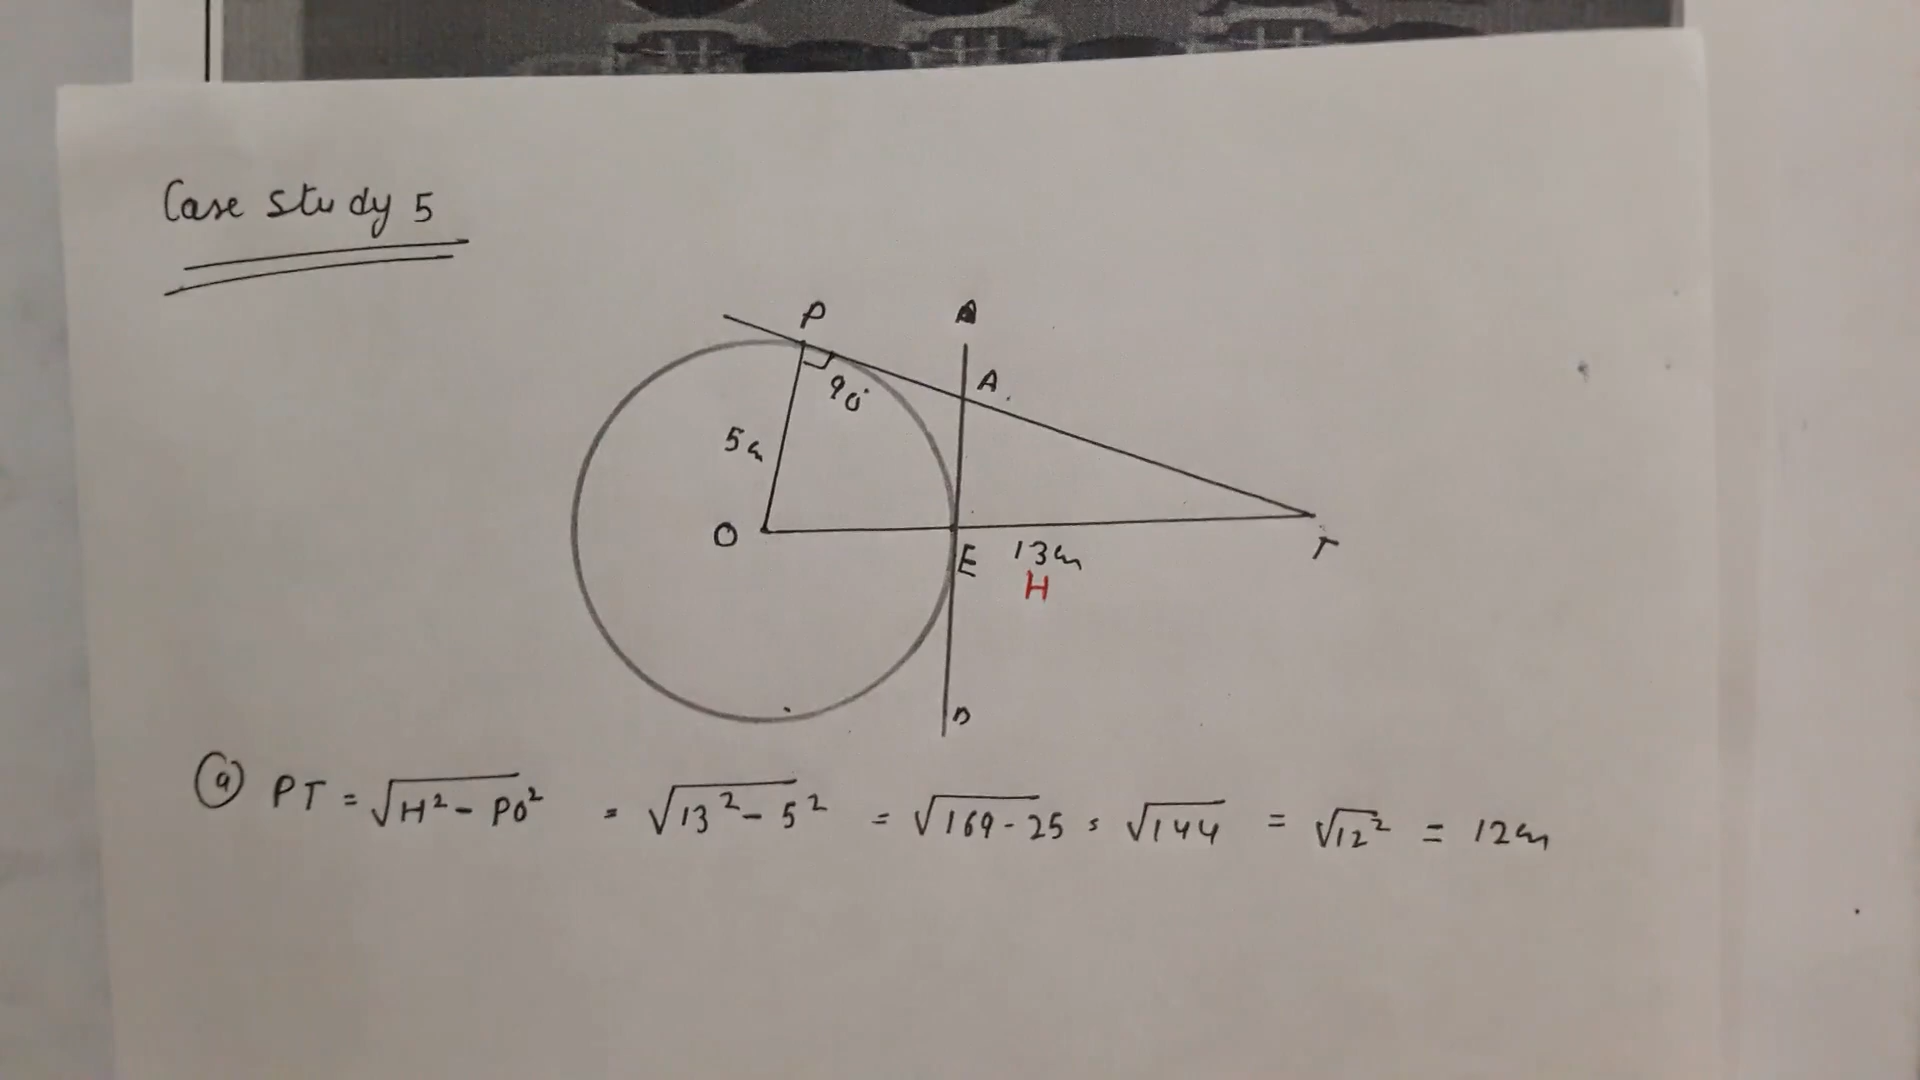 Case study 5
P
A
A
90°
5cm
O
E
13cm
T
H
B
(a) PT = √H² - PO² = √13² - 5² = √169 - 25 = √144 = √12² = 12cm